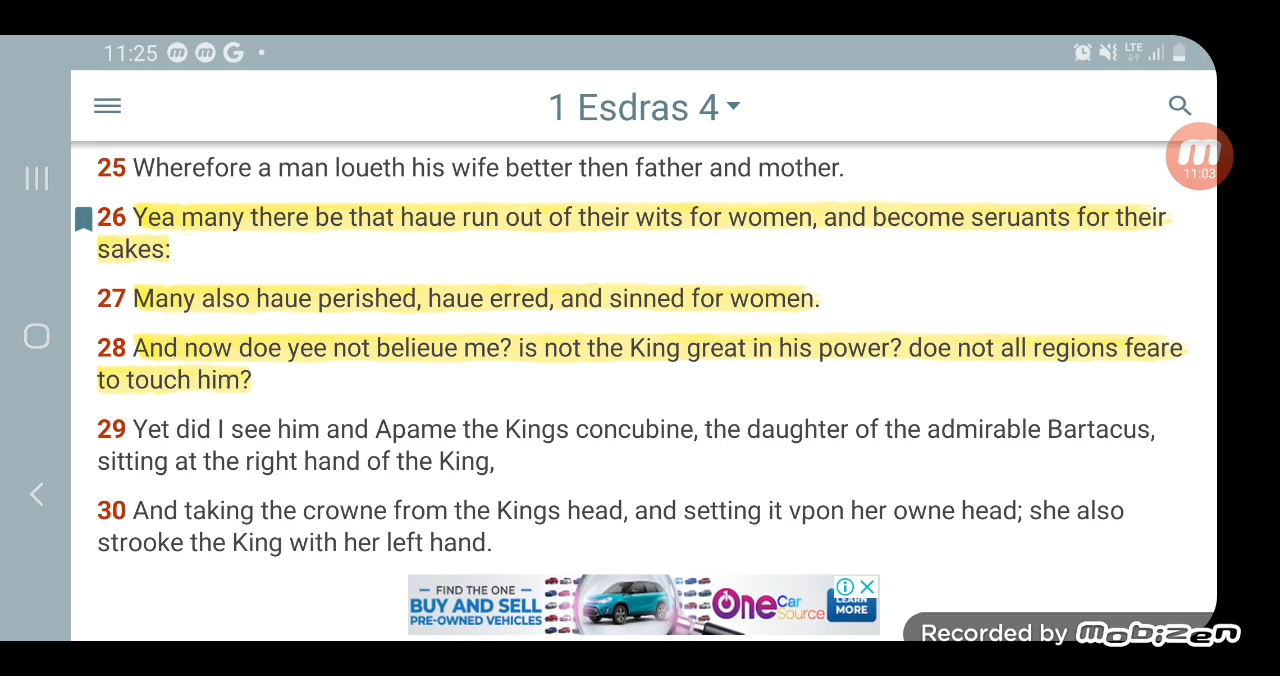 11:25
LTE
1 Esdras 4
11:03
25 Wherefore a man loueth his wife better then father and mother.
26 Yea many there be that haue run out of their wits for women, and become seruants for their
sakes:
27 Many also haue perished, haue erred, and sinned for women.
28 And now doe yee not belieue me? is not the King great in his power? doe not all regions feare
to touch him?
29 Yet did I see him and Apame the Kings concubine, the daughter of the admirable Bartacus,
sitting at the right hand of the King,
30 And taking the crowne from the Kings head, and setting it vpon her owne head; she also
strooke the King with her left hand.
FIND THE ONE
BUY AND SELL
PRE-OWNED VEHICLES
One Car Source
LEARN
MORE
Recorded by mobizen